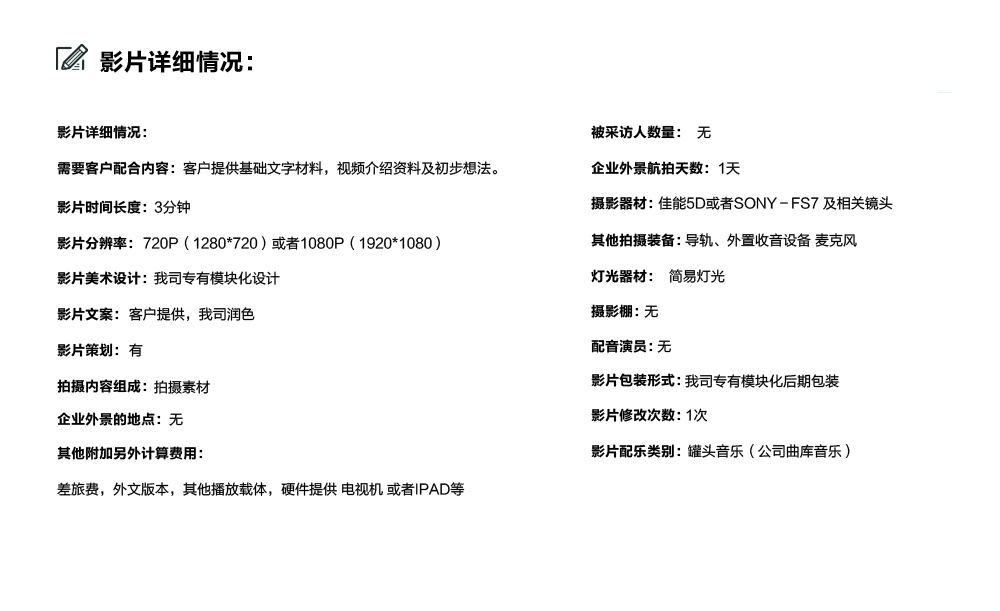 影片详细情况：
影片详细情况：
需要客户配合内容：客户提供基础文字材料，视频介绍资料及初步想法。
影片时间长度：3分钟
影片分辨率：720P（1280*720）或者1080P（1920*1080）
影片美术设计：我司专有模块化设计
影片文案：客户提供，我司润色
影片策划：有
拍摄内容组成：拍摄素材
企业外景的地点：无
其他附加另外计算费用：
差旅费，外文版本，其他播放载体，硬件提供 电视机 或者IPAD等
被采访人数量： 无
企业外景航拍天数：1天
摄影器材：佳能5D或者SONY－FS7 及相关镜头
其他拍摄装备：导轨、外置收音设备 麦克风
灯光器材： 简易灯光
摄影棚：无
配音演员：无
影片包装形式：我司专有模块化后期包装
影片修改次数：1次
影片配乐类别：罐头音乐（公司曲库音乐）